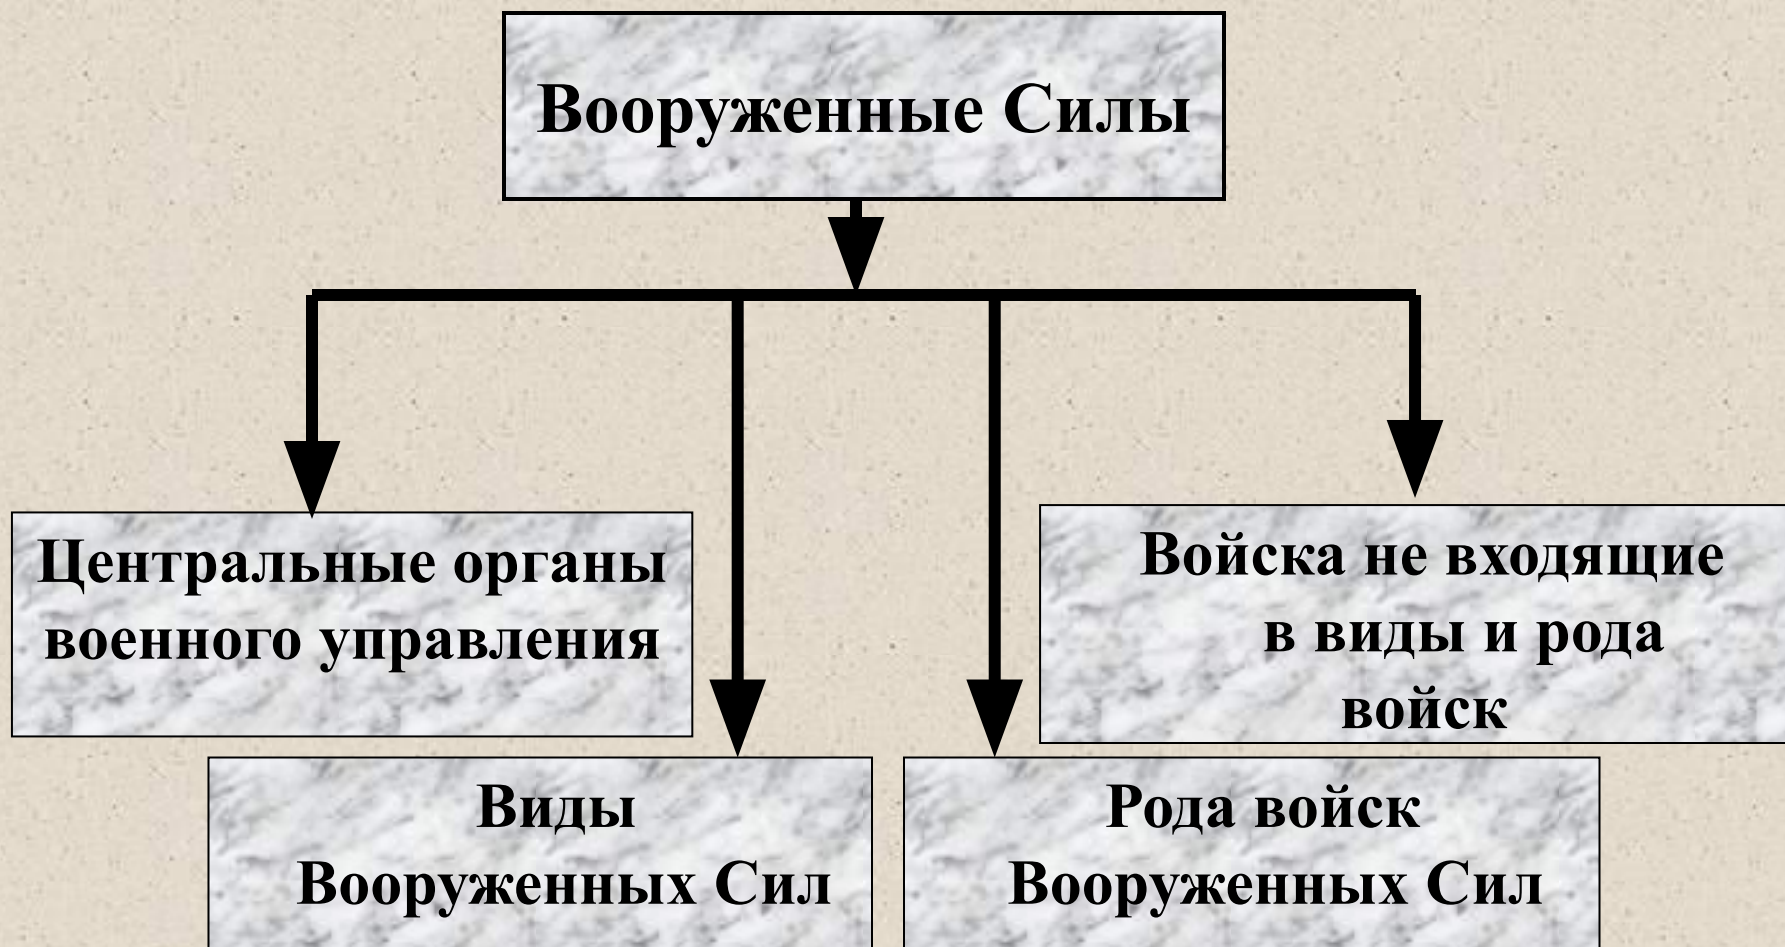 Вооруженные Силы
Центральные органы
военного управления
Войска не входящие
в виды и рода
войск
Виды
Вооруженных Сил
Рода войск
Вооруженных Сил